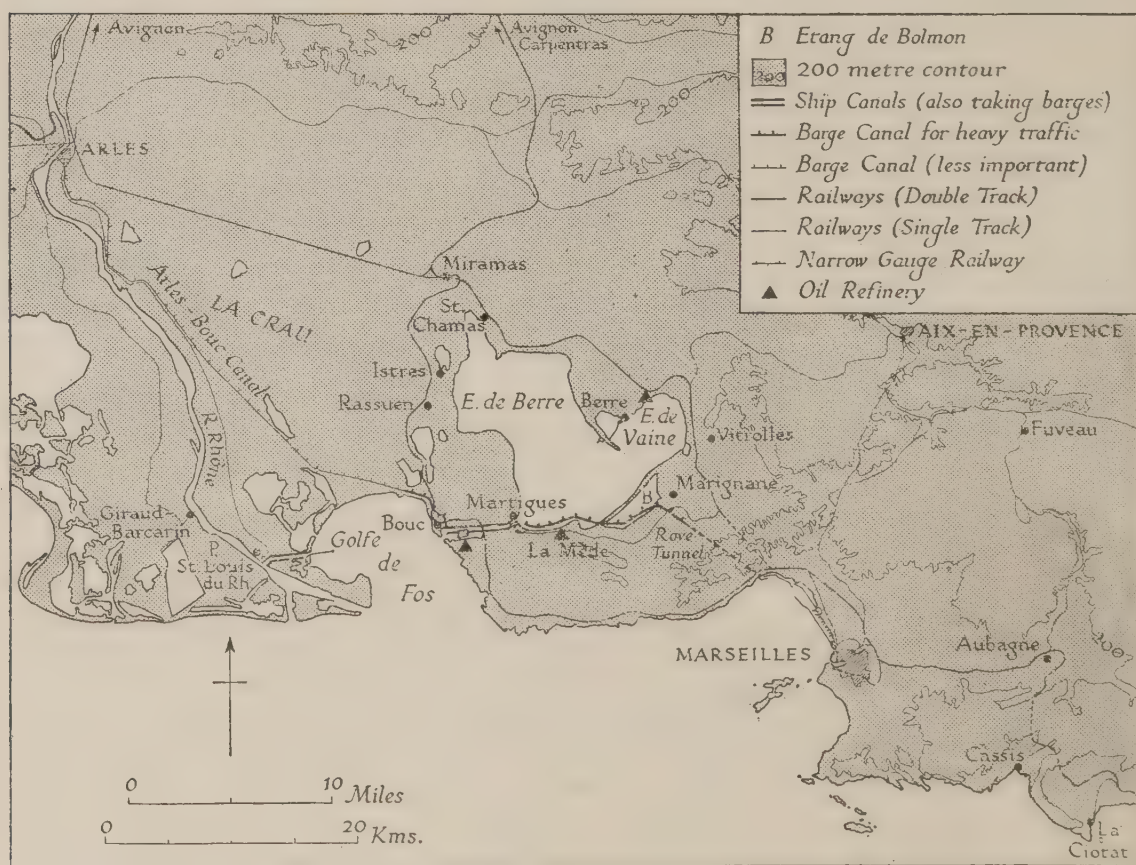 Avignon
200
Avignon
Carpentras
200
B Etang de Bolmon
200 200 metre contour
Ship Canals (also taking barges)
Barge Canal for heavy traffic
Barge Canal (less important)
Railways (Double Track)
Railways (Single Track)
Narrow Gauge Railway
Oil Refinery
ARLES
Miramas
LA CRAU
Arles-Bouc Canal
St.
Chamas
AIX-EN-PROVENCE
Istres
Rassuen
E. de Berre
Berre
E. de
Vaine
Vitrolles
Fuveau
R. Rhône
Marignane
B
Martigues
Giraud-
Barcarin
Bouc
La Mède
Rove
Tunnel
P.
St. Louis
du Rh.
Golfe
de
Fos
MARSEILLES
Aubagne
200
Cassis
0 10 Miles
0 20 Kms.
La
Ciotat